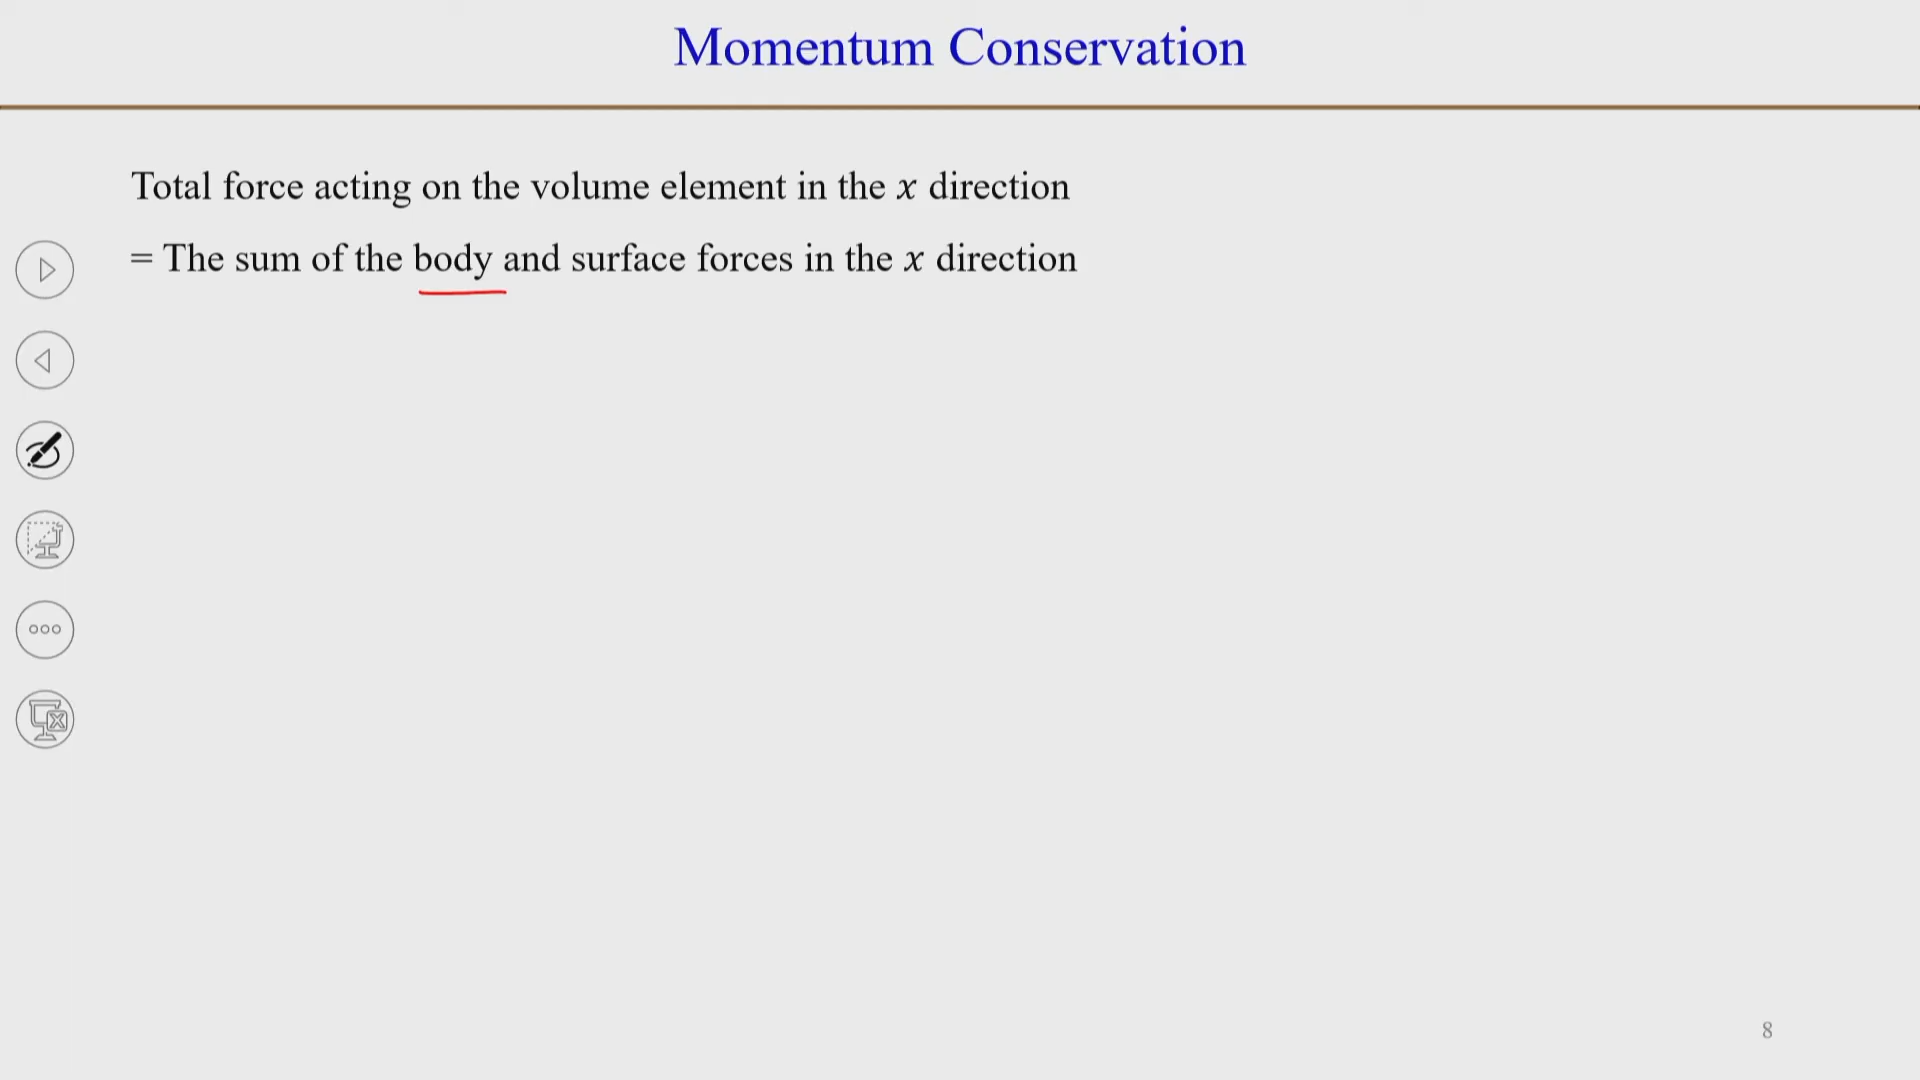 Momentum Conservation
Total force acting on the volume element in the x direction
= The sum of the body and surface forces in the x direction
8